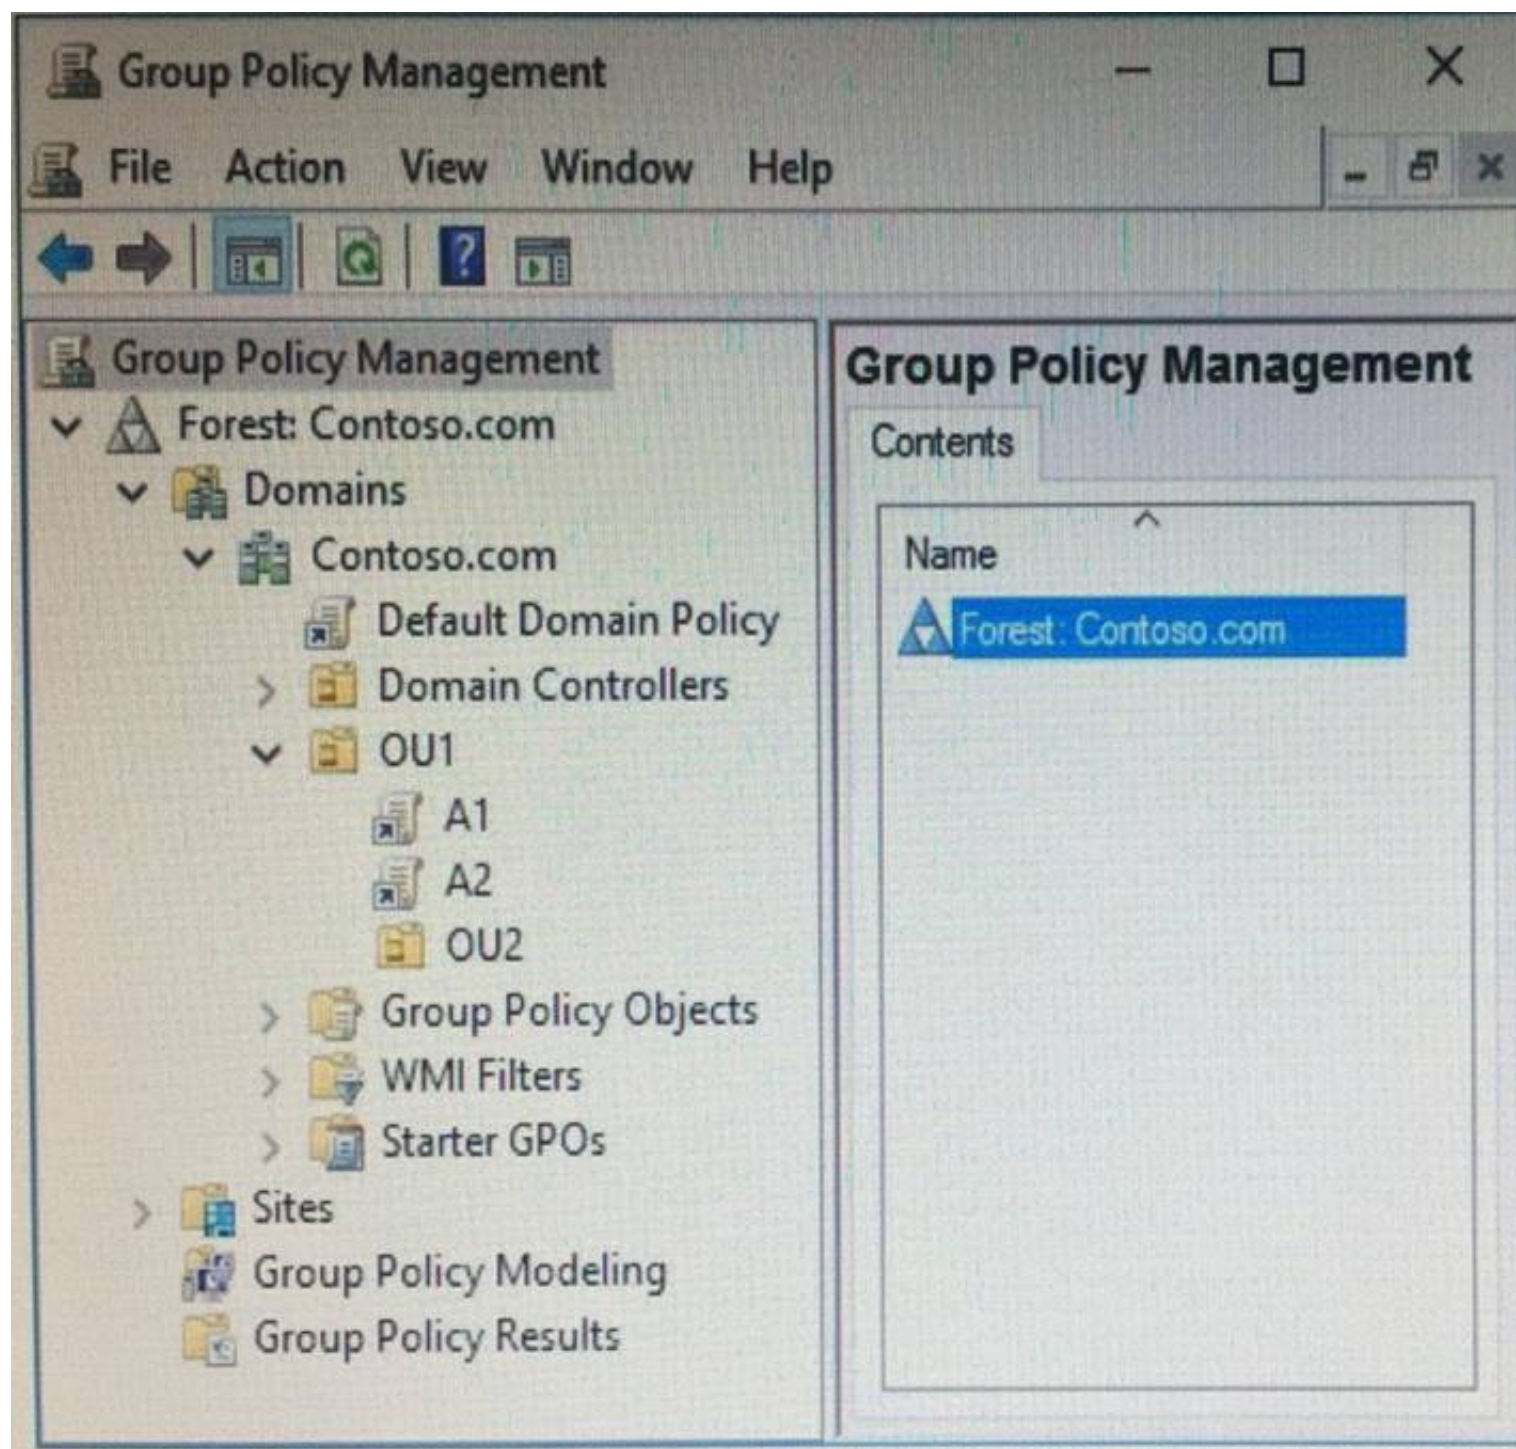 Group Policy Management
File Action View Window Help
Group Policy Management
Forest: Contoso.com
Domains
Contoso.com
Default Domain Policy
Domain Controllers
OU1
A1
A2
OU2
Group Policy Objects
WMI Filters
Starter GPOs
Sites
Group Policy Modeling
Group Policy Results
Group Policy Management
Contents
Name
Forest: Contoso.com